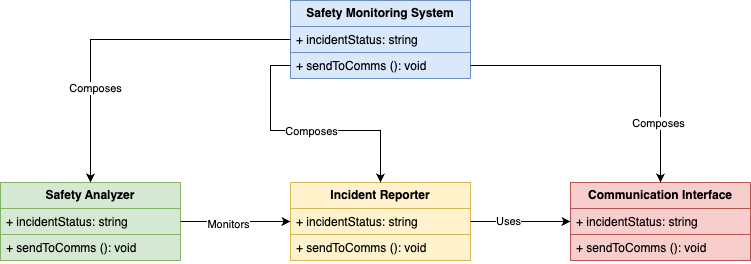 Safety Monitoring System
+ incidentStatus: string
+ sendToComms (): void
Composes
Composes
Composes
Safety Analyzer
+ incidentStatus: string
+ sendToComms (): void
Monitors
Incident Reporter
+ incidentStatus: string
+ sendToComms (): void
Uses
Communication Interface
+ incidentStatus: string
+ sendToComms (): void